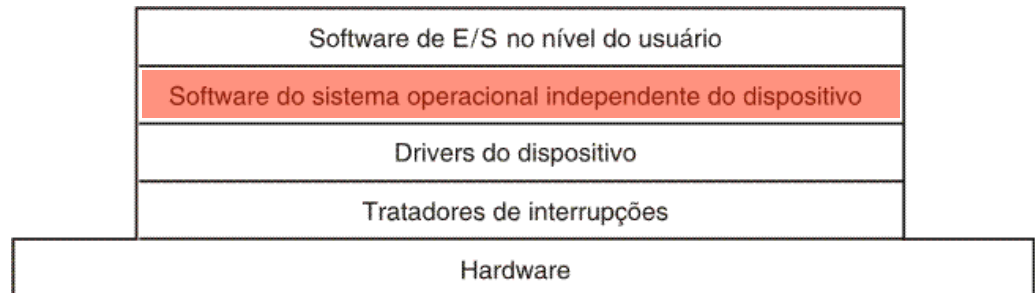 Software de E/S no nível do usuário
Software do sistema operacional independente do dispositivo
Drivers do dispositivo
Tratadores de interrupções
Hardware